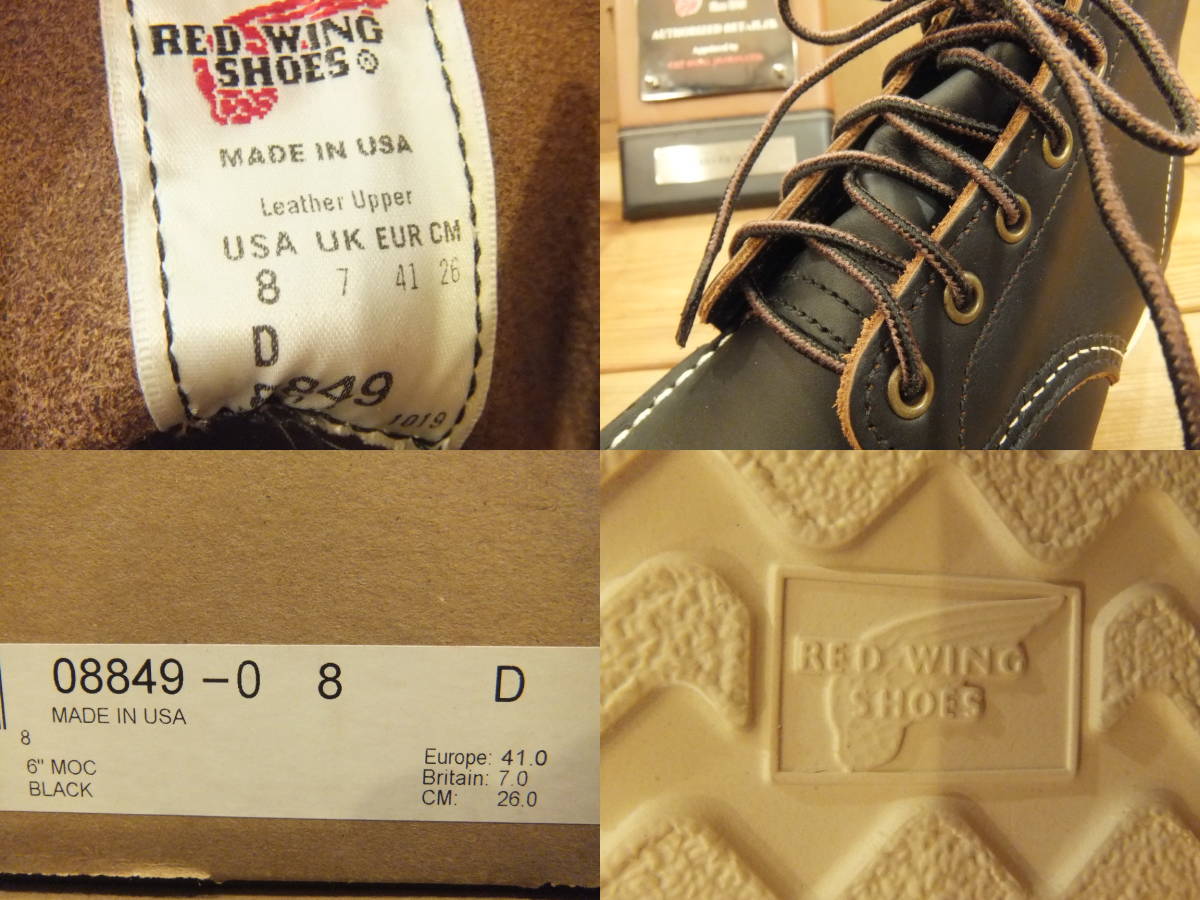 RED WING
SHOES®
MADE IN USA
Leather Upper
USA UK EUR CM
8 7 41 26
D
8849
1019
AUTHORIZED
08849 -0 8 D
MADE IN USA
8
6" MOC
BLACK
Europe: 41.0
Britain: 7.0
CM: 26.0
RED WING
SHOES